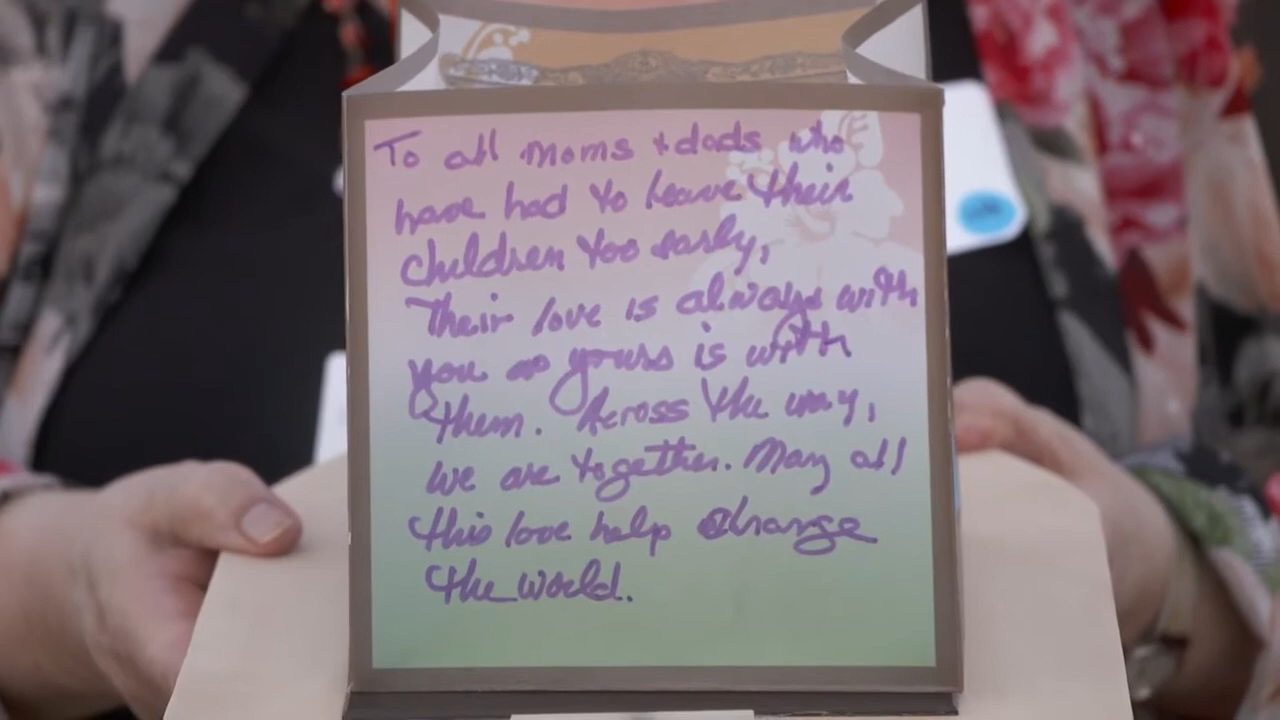 To all Moms + dads who
have had to leave their
children too early,
Their love is always with
you as yours is with
them. Across the way,
we are together. May all
this love help change
the world.